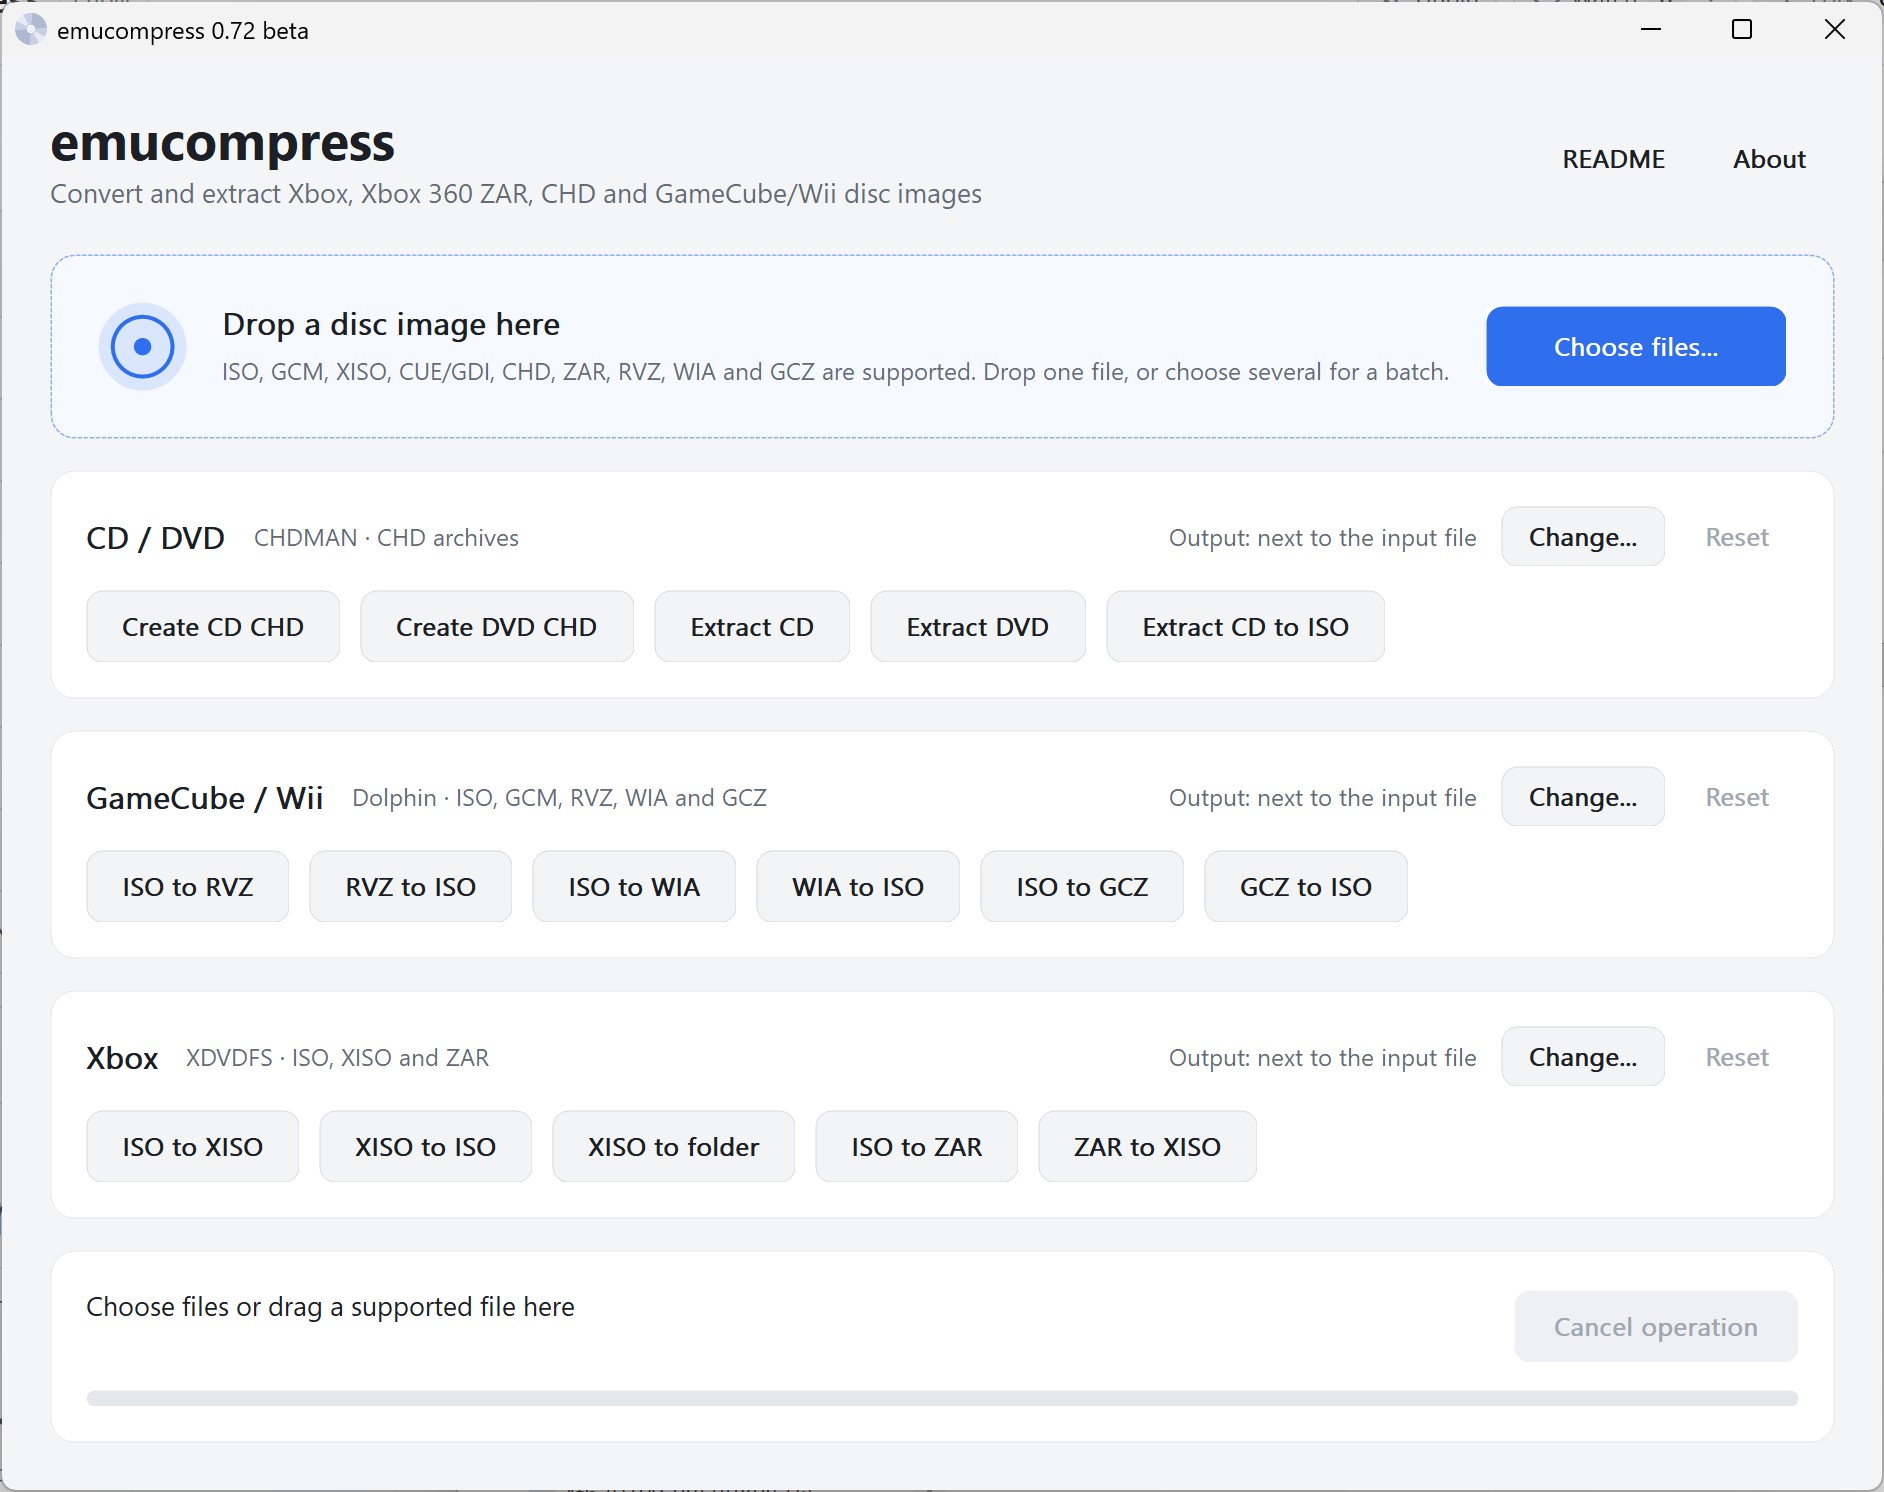 emucompress 0.72 beta
emucompress
Convert and extract Xbox, Xbox 360 ZAR, CHD and GameCube/Wii disc images
README
About
Drop a disc image here
ISO, GCM, XISO, CUE/GDI, CHD, ZAR, RVZ, WIA and GCZ are supported. Drop one file, or choose several for a batch.
Choose files...
CD / DVD CHDMAN · CHD archives
Output: next to the input file
Change...
Reset
Create CD CHD
Create DVD CHD
Extract CD
Extract DVD
Extract CD to ISO
GameCube / Wii Dolphin · ISO, GCM, RVZ, WIA and GCZ
Output: next to the input file
Change...
Reset
ISO to RVZ
RVZ to ISO
ISO to WIA
WIA to ISO
ISO to GCZ
GCZ to ISO
Xbox XDVDFS · ISO, XISO and ZAR
Output: next to the input file
Change...
Reset
ISO to XISO
XISO to ISO
XISO to folder
ISO to ZAR
ZAR to XISO
Choose files or drag a supported file here
Cancel operation